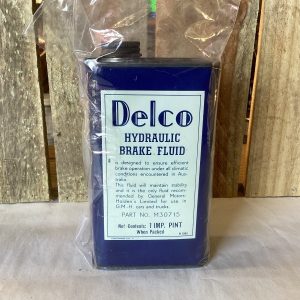 Delco
HYDRAULIC
BRAKE FLUID
is designed to ensure efficient
brake operation under all climatic
conditions encountered in Aus-
tralia.
This fluid will maintain stability
and it is the only fluid recom-
mended by General Motors-
Holden's Limited for use in
G.M.-H. cars and trucks.
PART No. M30715
Net Contents: 1 IMP. PINT
When Packed